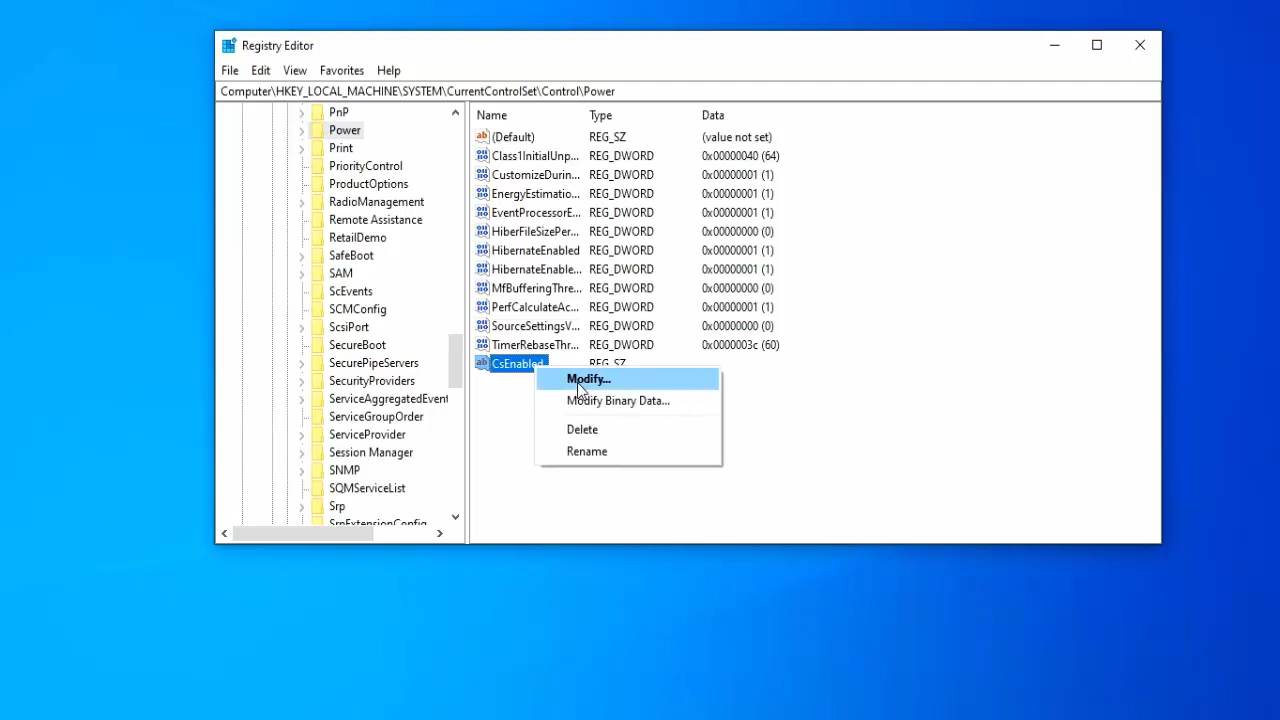 Registry Editor
File Edit View Favorites Help
Computer\HKEY_LOCAL_MACHINE\SYSTEM\CurrentControlSet\Control\Power
PnP
Power
Print
PriorityControl
ProductOptions
RadioManagement
Remote Assistance
RetailDemo
SafeBoot
SAM
ScEvents
SCMConfig
ScsiPort
SecureBoot
SecurePipeServers
SecurityProviders
ServiceAggregatedEvent
ServiceGroupOrder
ServiceProvider
Session Manager
SNMP
SQMServiceList
Srp
SrpExtensionConfig
Name Type Data
(Default) REG_SZ (value not set)
Class1InitialUnp... REG_DWORD 0x00000040 (64)
CustomizeDurin... REG_DWORD 0x00000001 (1)
EnergyEstimatio... REG_DWORD 0x00000001 (1)
EventProcessorE... REG_DWORD 0x00000001 (1)
HiberFileSizePer... REG_DWORD 0x00000000 (0)
HibernateEnabled REG_DWORD 0x00000001 (1)
HibernateEnable... REG_DWORD 0x00000001 (1)
MfBufferingThre... REG_DWORD 0x00000000 (0)
PerfCalculateAc... REG_DWORD 0x00000001 (1)
SourceSettingsV... REG_DWORD 0x00000000 (0)
TimerRebaseThr... REG_DWORD 0x0000003c (60)
CsEnabled REG_SZ
Modify...
Modify Binary Data...
Delete
Rename